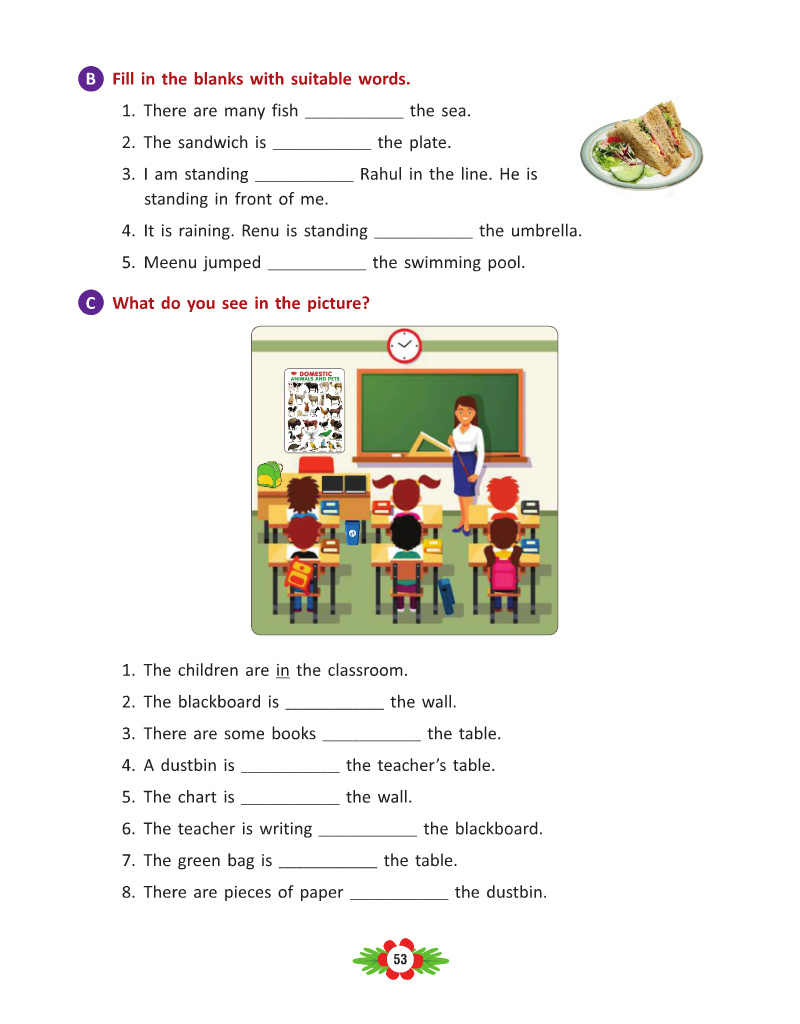 B Fill in the blanks with suitable words.
1. There are many fish ___________ the sea.
2. The sandwich is ___________ the plate.
3. I am standing ___________ Rahul in the line. He is
standing in front of me.
4. It is raining. Renu is standing ___________ the umbrella.
5. Meenu jumped ___________ the swimming pool.
C What do you see in the picture?
DOMESTIC
ANIMALS AND PETS
1. The children are in the classroom.
2. The blackboard is ___________ the wall.
3. There are some books ___________ the table.
4. A dustbin is ___________ the teacher’s table.
5. The chart is ___________ the wall.
6. The teacher is writing ___________ the blackboard.
7. The green bag is ___________ the table.
8. There are pieces of paper ___________ the dustbin.
53